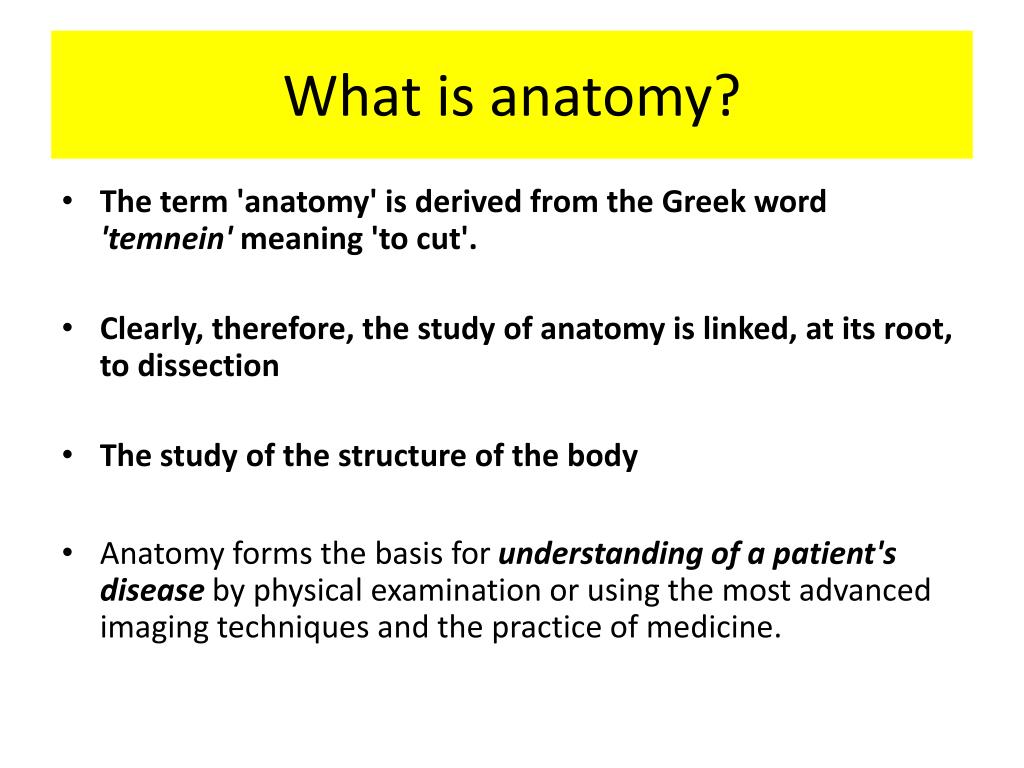 What is anatomy?
• The term 'anatomy' is derived from the Greek word
'temnein' meaning 'to cut'.
• Clearly, therefore, the study of anatomy is linked, at its root,
to dissection
• The study of the structure of the body
• Anatomy forms the basis for understanding of a patient's
disease by physical examination or using the most advanced
imaging techniques and the practice of medicine.